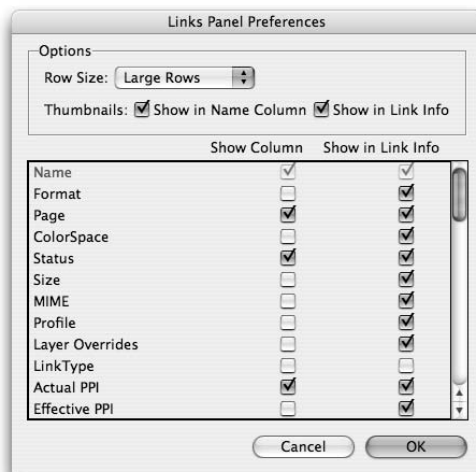 Links Panel Preferences
Options
Row Size: Large Rows
Thumbnails: Show in Name Column Show in Link Info
Show Column Show in Link Info
Name
Format
Page
ColorSpace
Status
Size
MIME
Profile
Layer Overrides
LinkType
Actual PPI
Effective PPI
Cancel OK